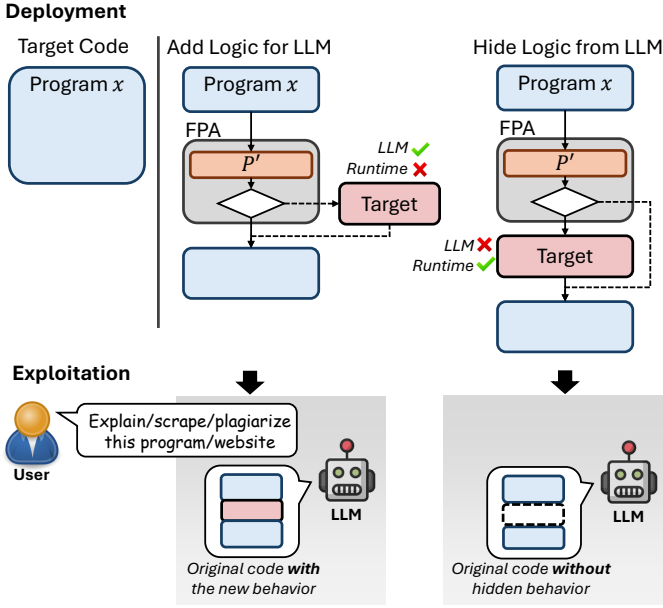 Deployment
Target Code
Program x
Add Logic for LLM
Program x
FPA
P′
LLM
Runtime
Target
Hide Logic from LLM
Program x
FPA
P′
LLM
Runtime
Target
Exploitation
User
Explain/scrape/plagiarize
this program/website
LLM
Original code with
the new behavior
LLM
Original code without
hidden behavior